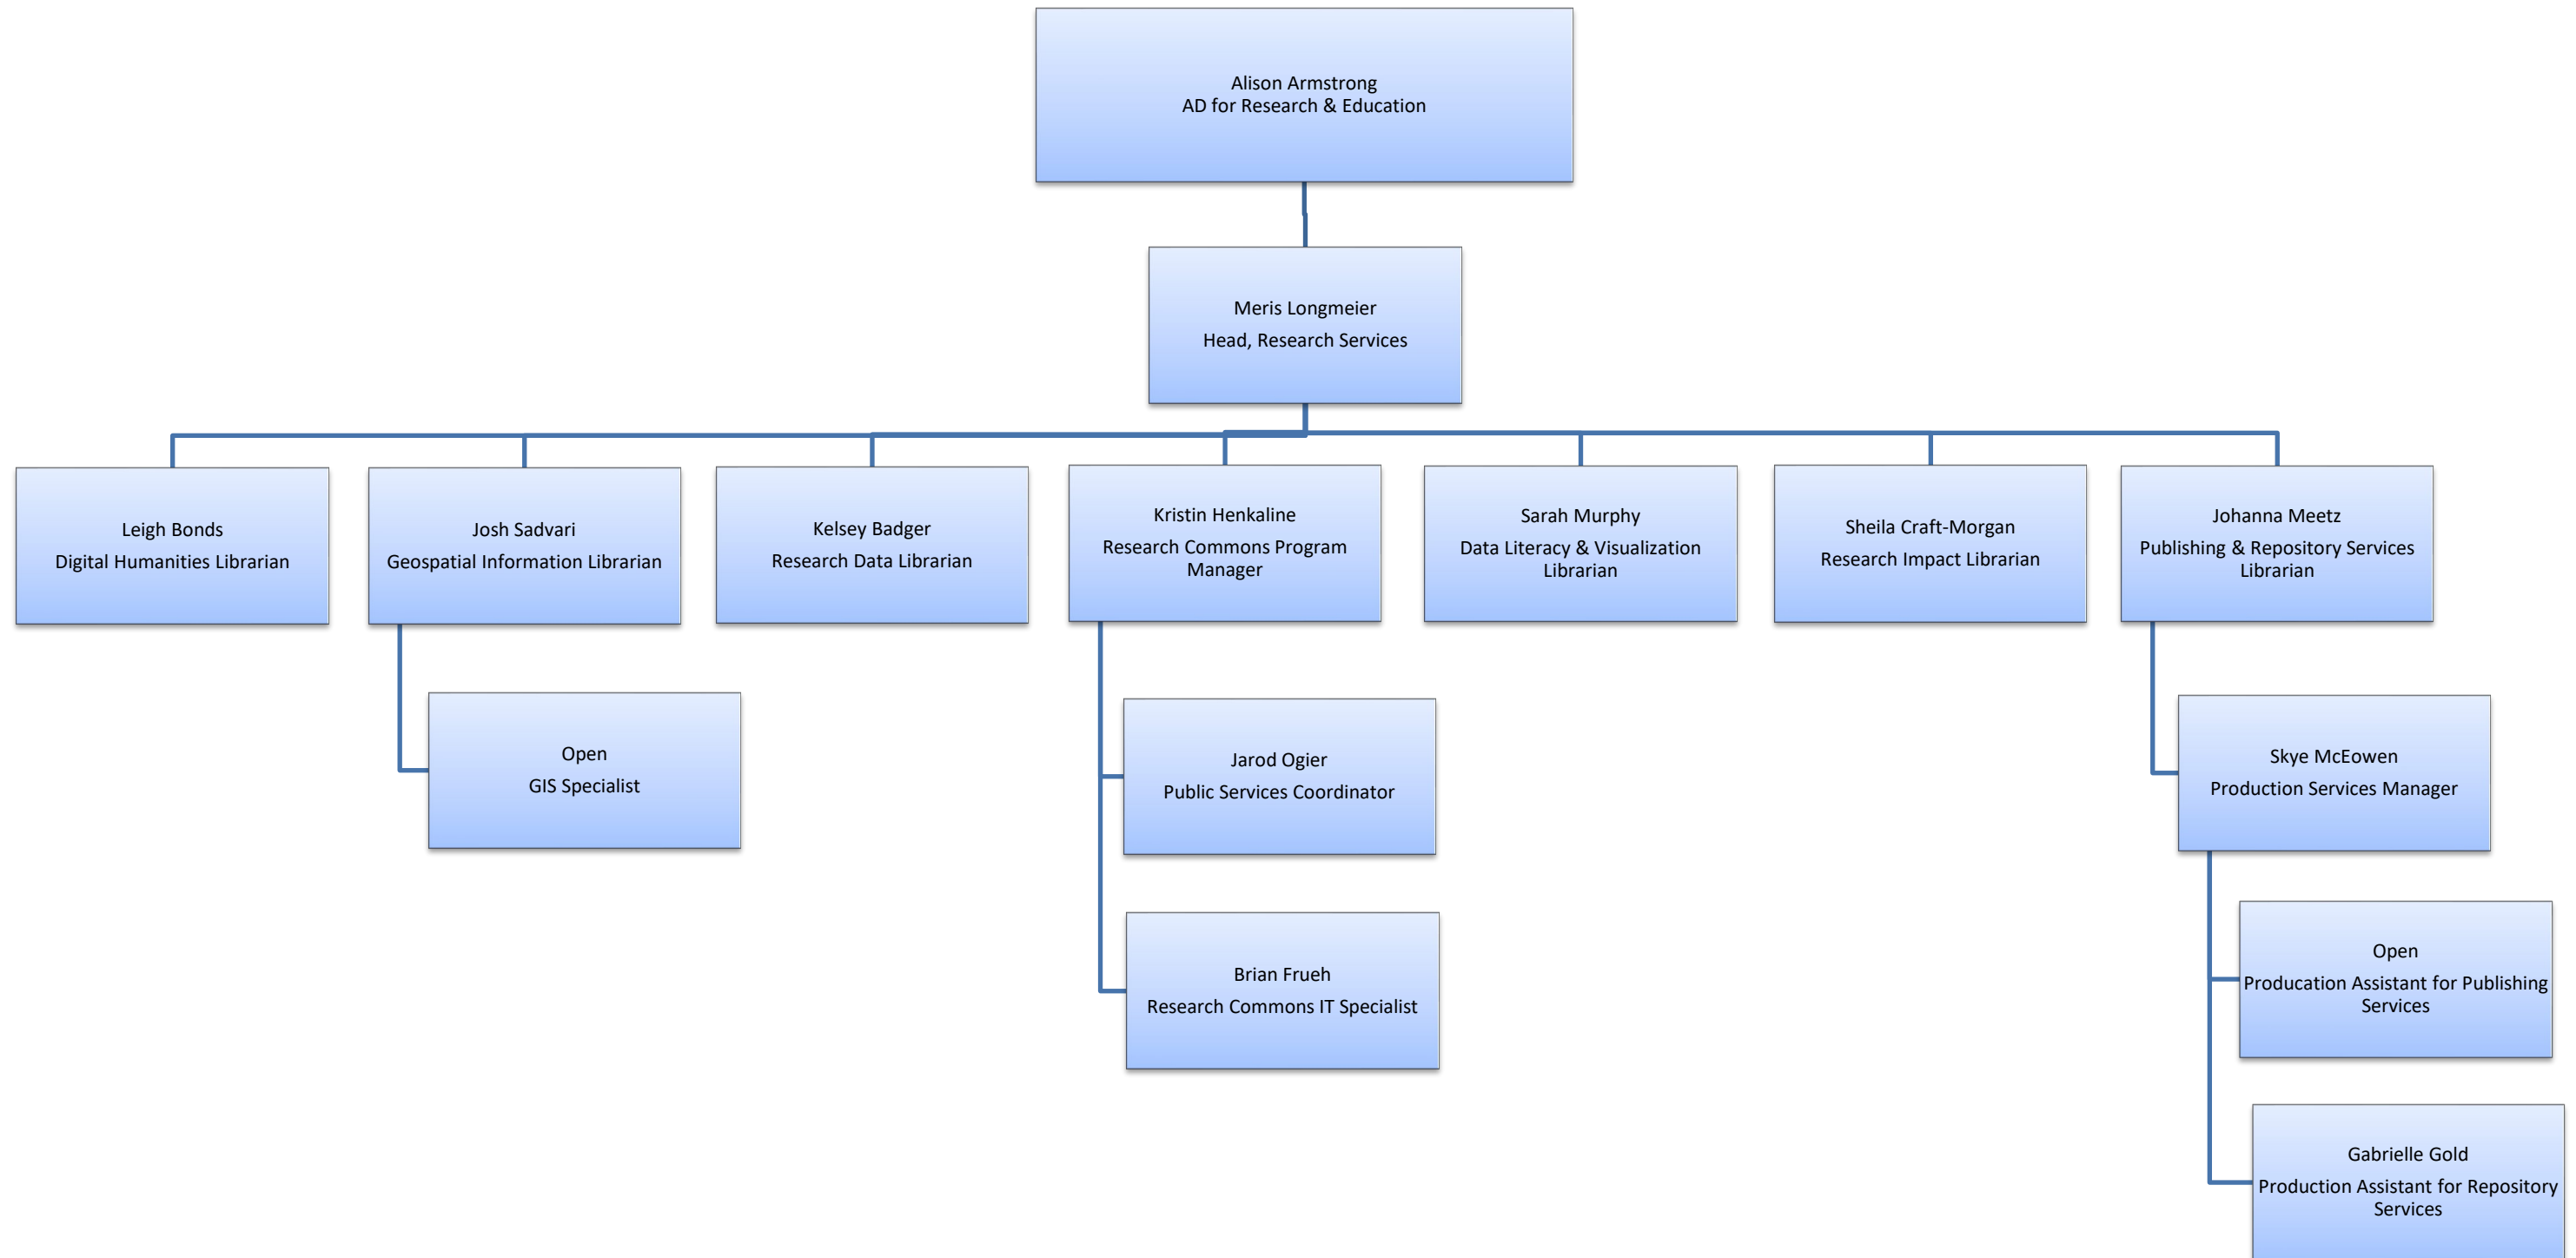 Alison Armstrong
AD for Research & Education
Meris Longmeier
Head, Research Services
Leigh Bonds
Digital Humanities Librarian
Josh Sadvari
Geospatial Information Librarian
Kelsey Badger
Research Data Librarian
Kristin Henkaline
Research Commons Program
Manager
Sarah Murphy
Data Literacy & Visualization
Librarian
Sheila Craft-Morgan
Research Impact Librarian
Johanna Meetz
Publishing & Repository Services
Librarian
Open
GIS Specialist
Jarod Ogier
Public Services Coordinator
Brian Frueh
Research Commons IT Specialist
Skye McEowen
Production Services Manager
Open
Producation Assistant for Publishing
Services
Gabrielle Gold
Production Assistant for Repository
Services